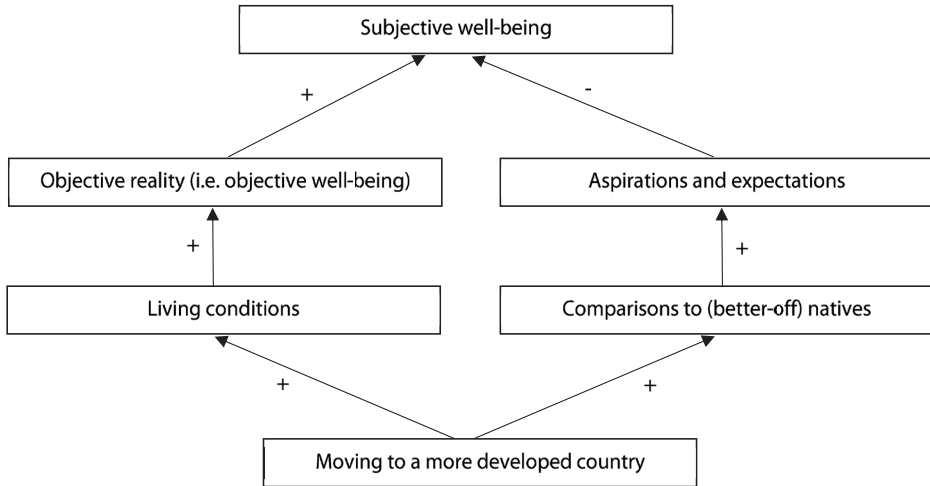 Subjective well-being
+
-
Objective reality (i.e. objective well-being)
Aspirations and expectations
+
+
Living conditions
Comparisons to (better-off) natives
+
+
Moving to a more developed country